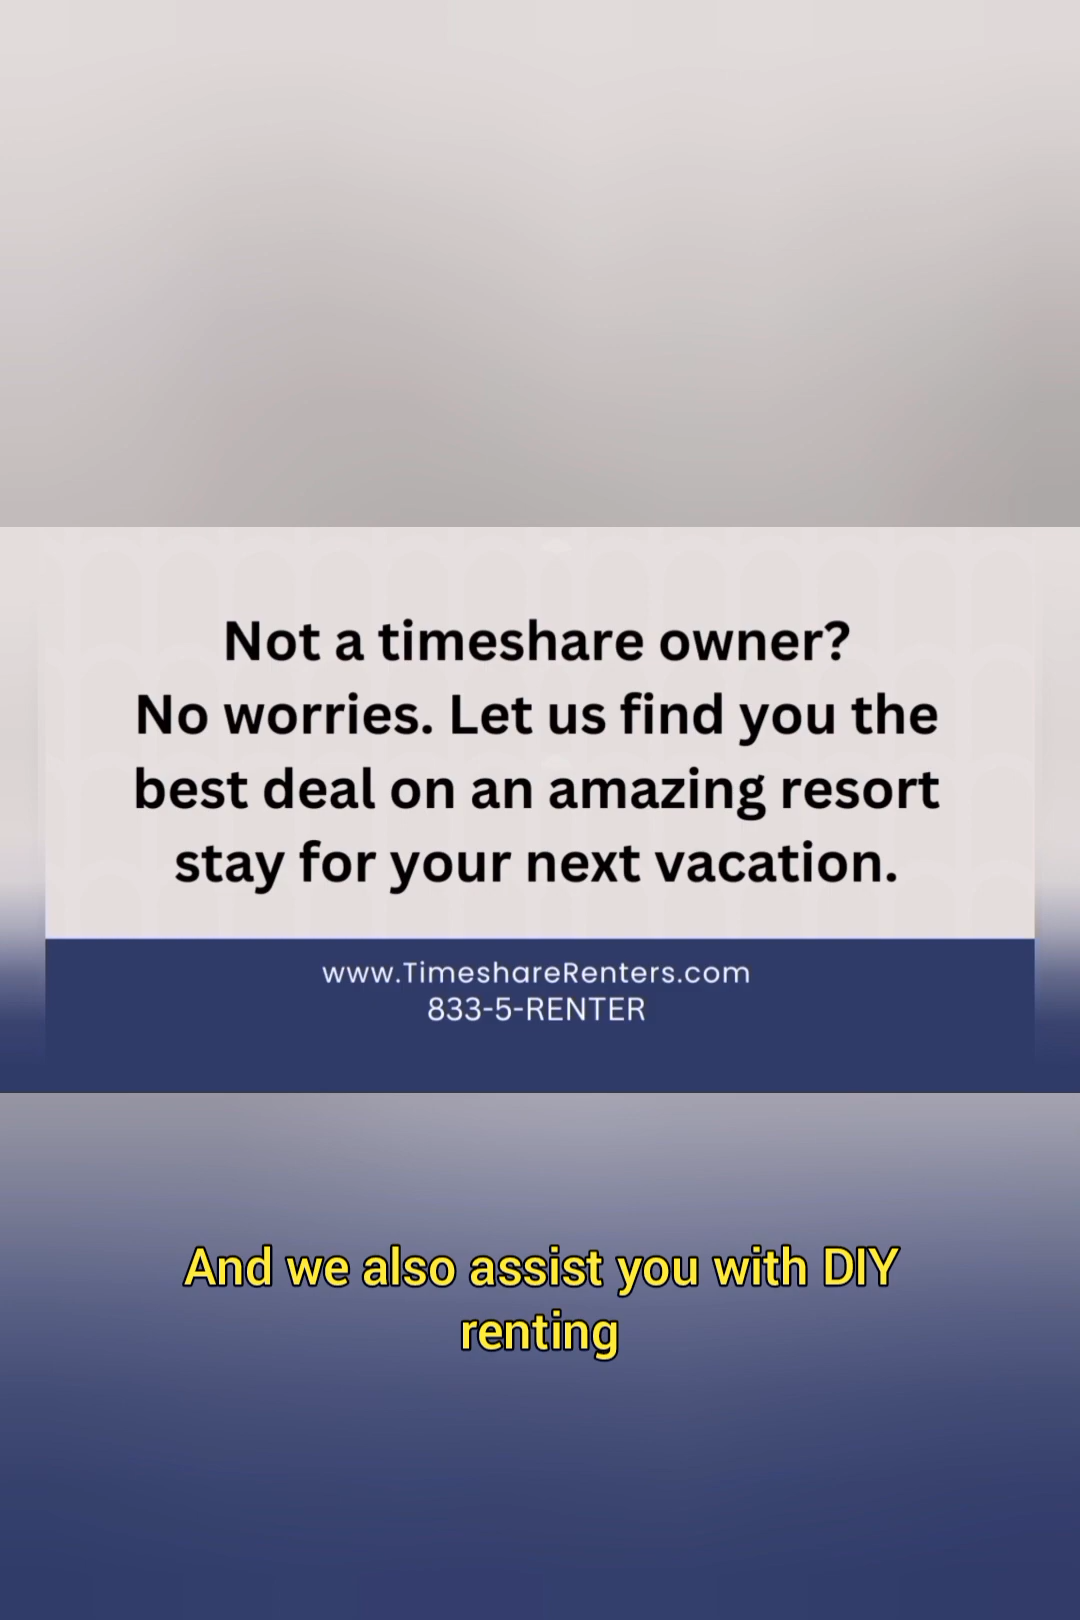 Not a timeshare owner?
No worries. Let us find you the
best deal on an amazing resort
stay for your next vacation.
www.TimeshareRenters.com
833-5-RENTER
And we also assist you with DIY
renting